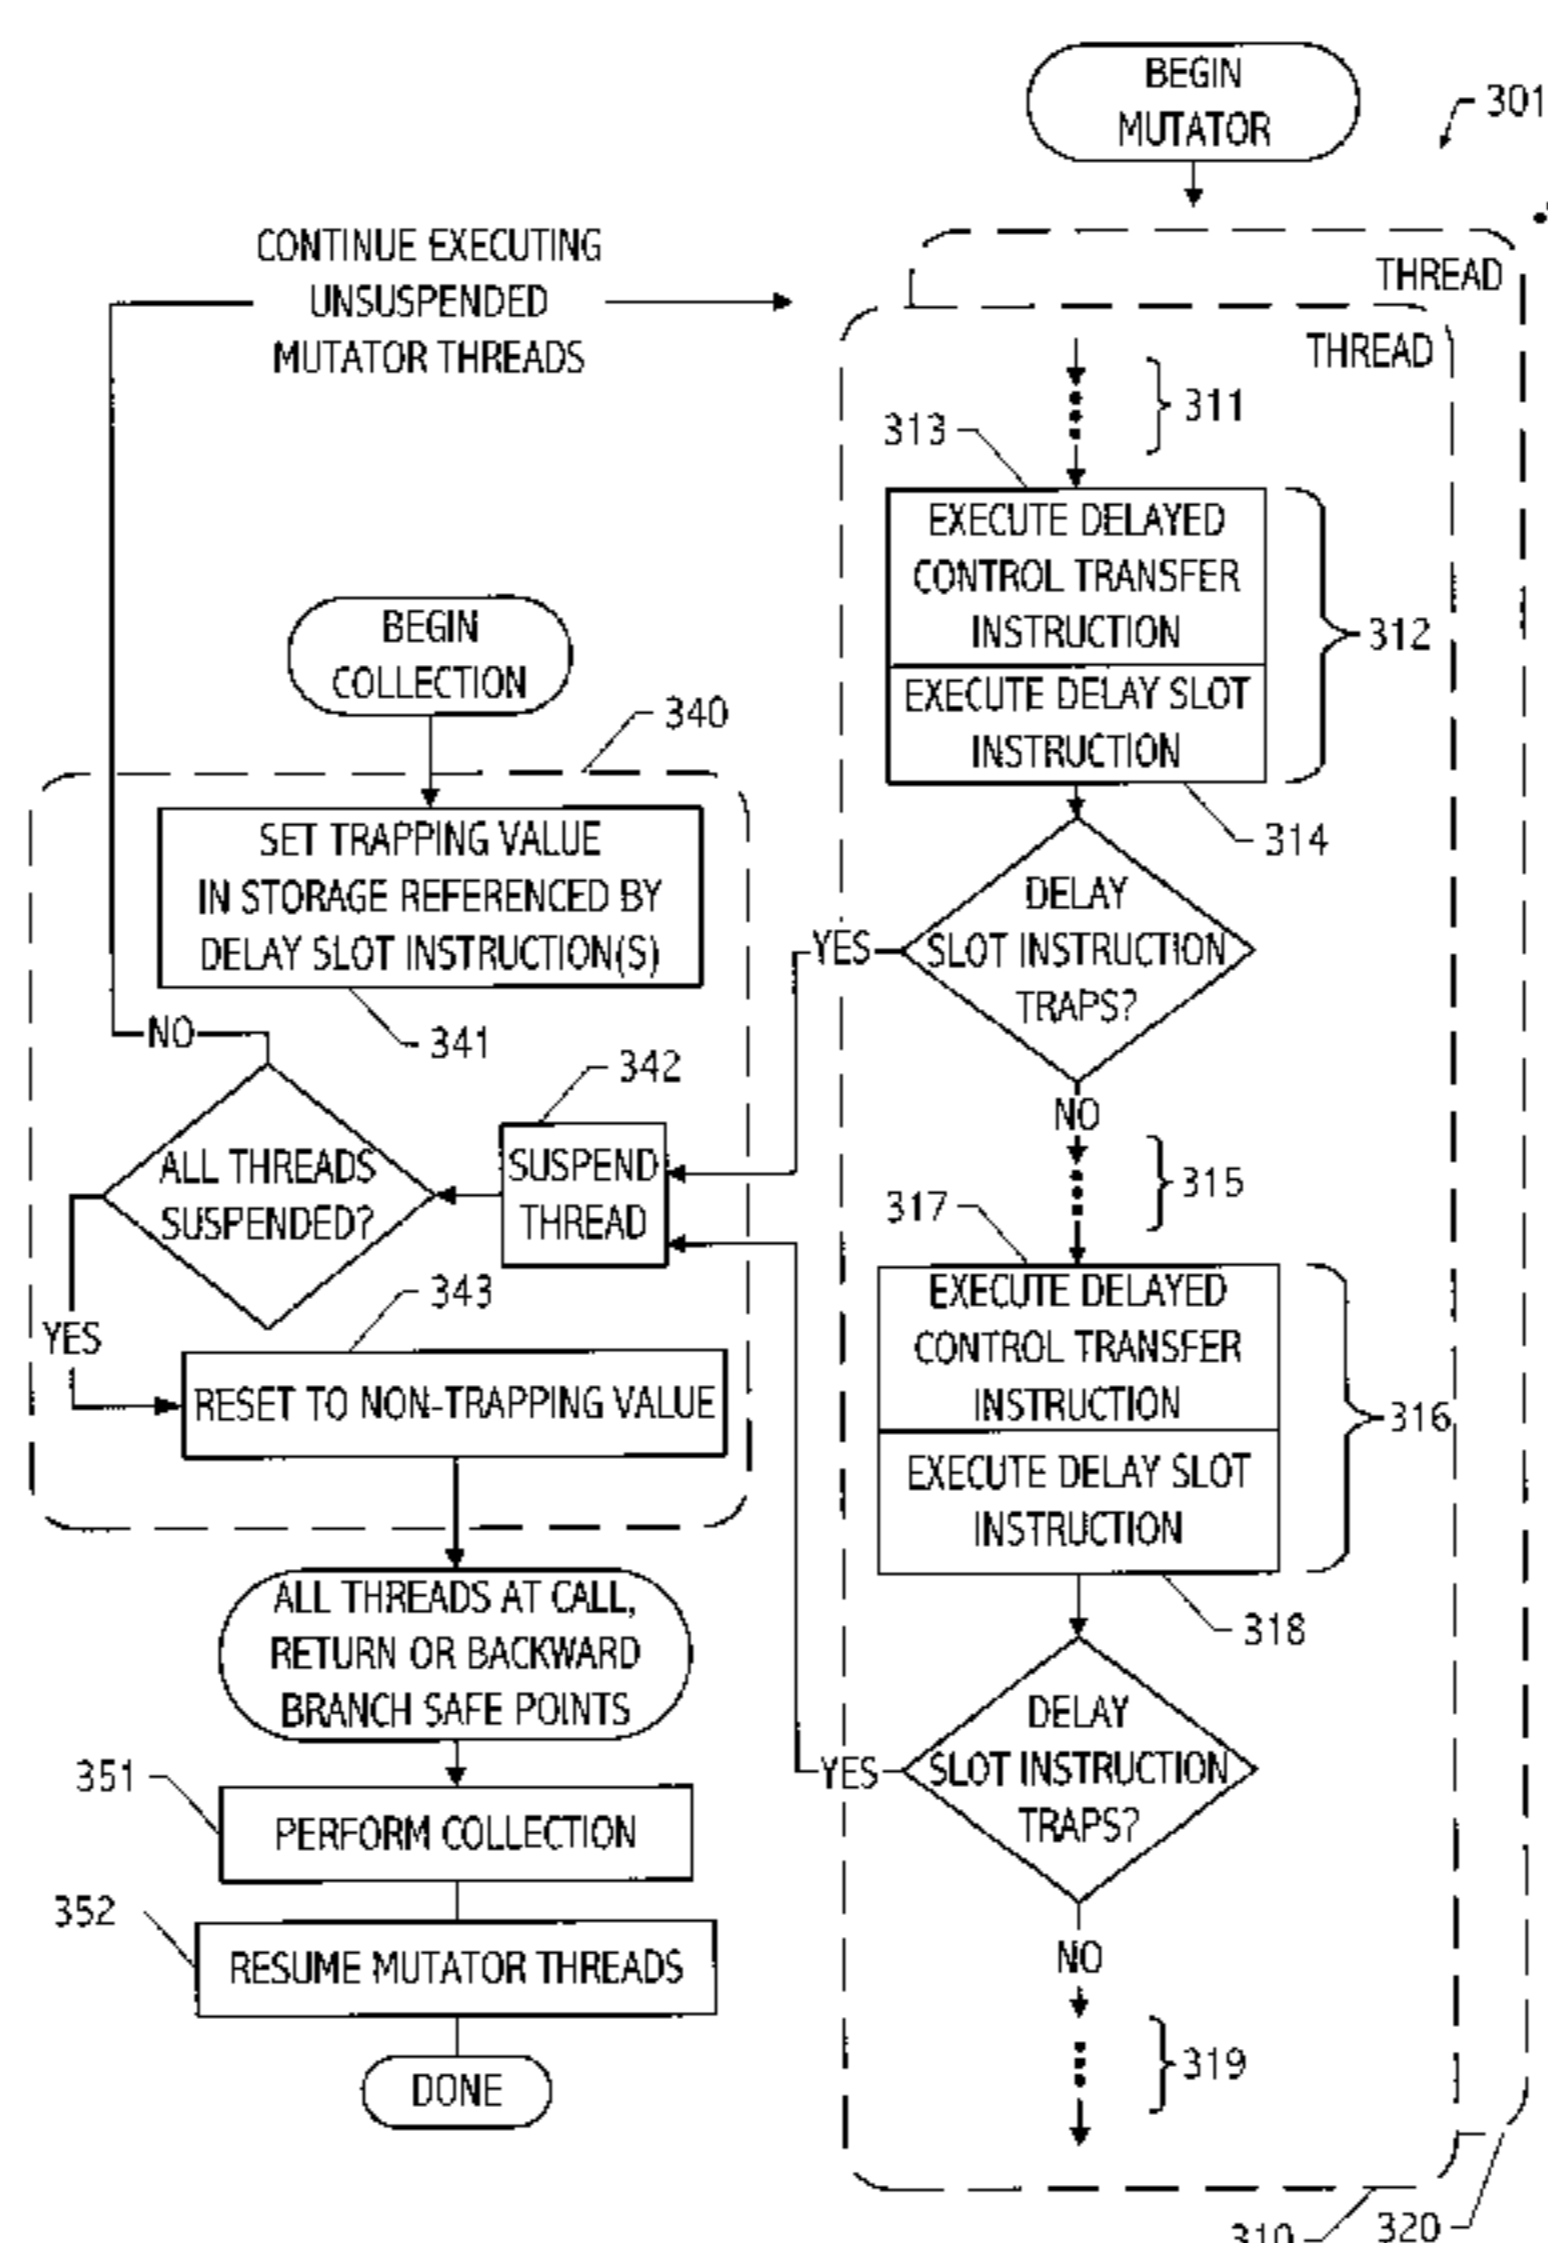 BEGIN
MUTATOR
301
CONTINUE EXECUTING
UNSUSPENDED
MUTATOR THREADS
THREAD
THREAD
311
313
EXECUTE DELAYED
CONTROL TRANSFER
INSTRUCTION
312
EXECUTE DELAY SLOT
INSTRUCTION
314
BEGIN
COLLECTION
340
SET TRAPPING VALUE
IN STORAGE REFERENCED BY
DELAY SLOT INSTRUCTION(S)
341
DELAY
SLOT INSTRUCTION
TRAPS?
YES
NO
NO
342
SUSPEND
THREAD
ALL THREADS
SUSPENDED?
315
317
343
YES
RESET TO NON-TRAPPING VALUE
EXECUTE DELAYED
CONTROL TRANSFER
INSTRUCTION
316
EXECUTE DELAY SLOT
INSTRUCTION
318
ALL THREADS AT CALL,
RETURN OR BACKWARD
BRANCH SAFE POINTS
DELAY
SLOT INSTRUCTION
TRAPS?
YES
NO
351
PERFORM COLLECTION
352
RESUME MUTATOR THREADS
DONE
319
310
320